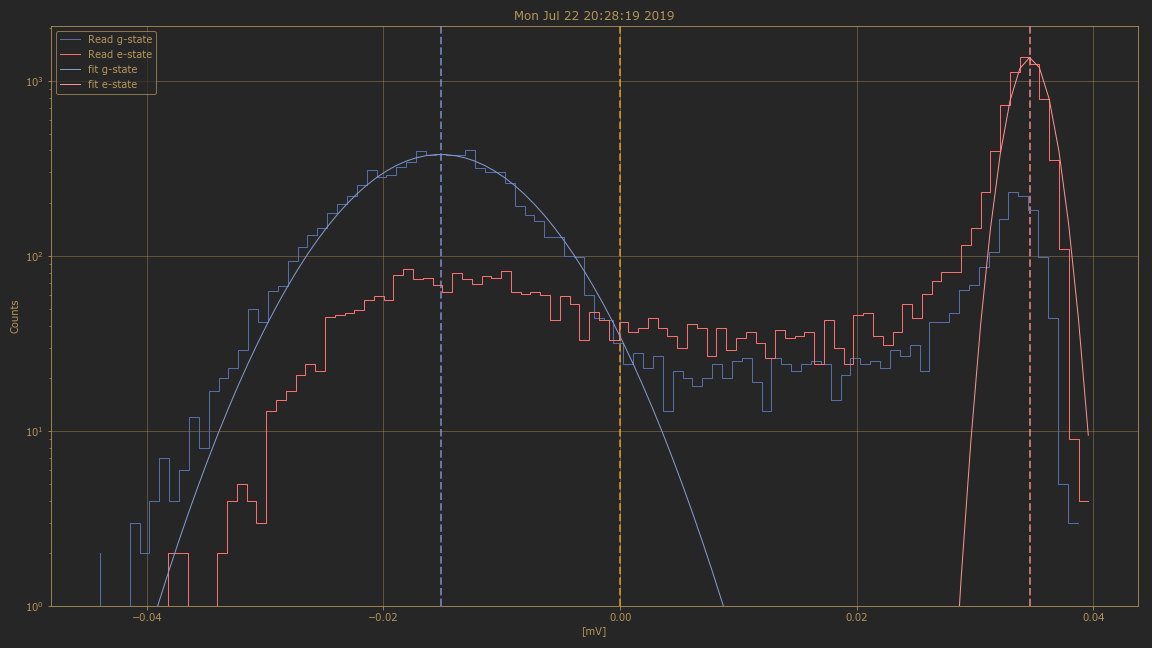 Mon Jul 22 20:28:19 2019
Read g-state
Read e-state
fit g-state
fit e-state
Counts
10³
10²
10¹
10⁰
−0.04 −0.02 0.00 0.02 0.04
[mV]